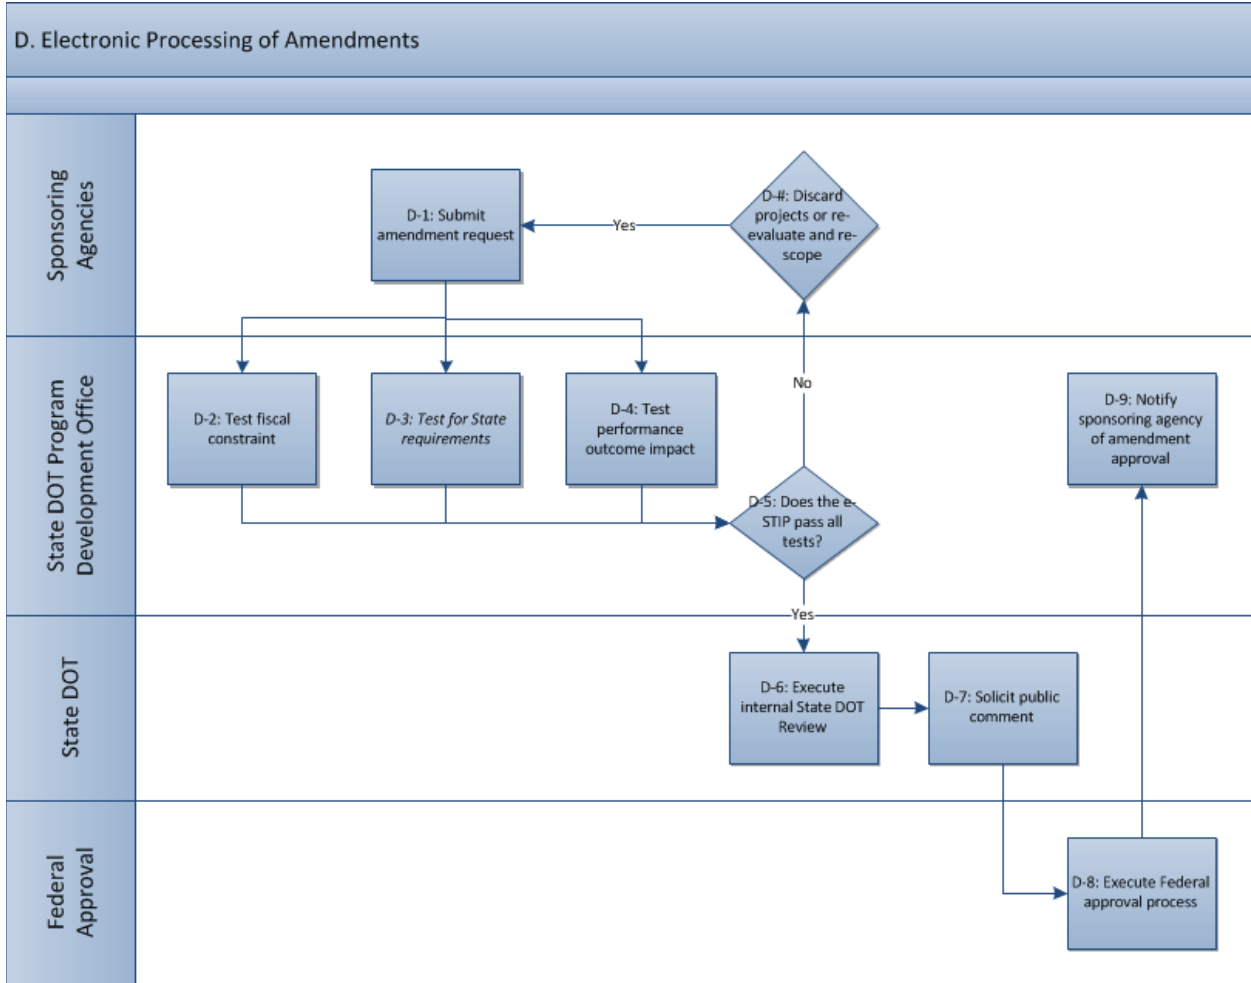 D. Electronic Processing of Amendments
Sponsoring
Agencies
D-1: Submit
amendment request
Yes
D-#: Discard
projects or re-
evaluate and re-
scope
State DOT Program
Development Office
D-2: Test fiscal
constraint
D-3: Test for State
requirements
D-4: Test
performance
outcome impact
No
D-5: Does the e-
STIP pass all
tests?
Yes
D-9: Notify
sponsoring agency
of amendment
approval
State DOT
D-6: Execute
internal State DOT
Review
D-7: Solicit public
comment
Federal
Approval
D-8: Execute Federal
approval process